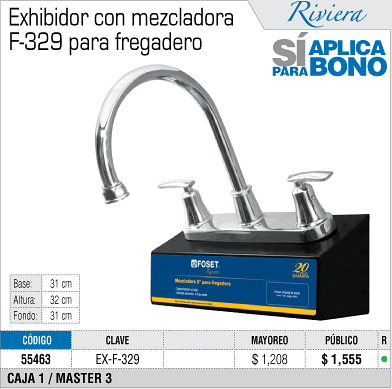 Exhibidor con mezcladora
F-329 para fregadero
Riviera
SÍ APLICA
PARA BONO
FOSET
Riviera
Mezcladora 8" para fregadero
20
Base: 31 cm
Altura: 32 cm
Fondo: 31 cm
CÓDIGO CLAVE MAYOREO PÚBLICO R
55463 EX-F-329 $ 1,208 $ 1,555
CAJA 1 / MASTER 3